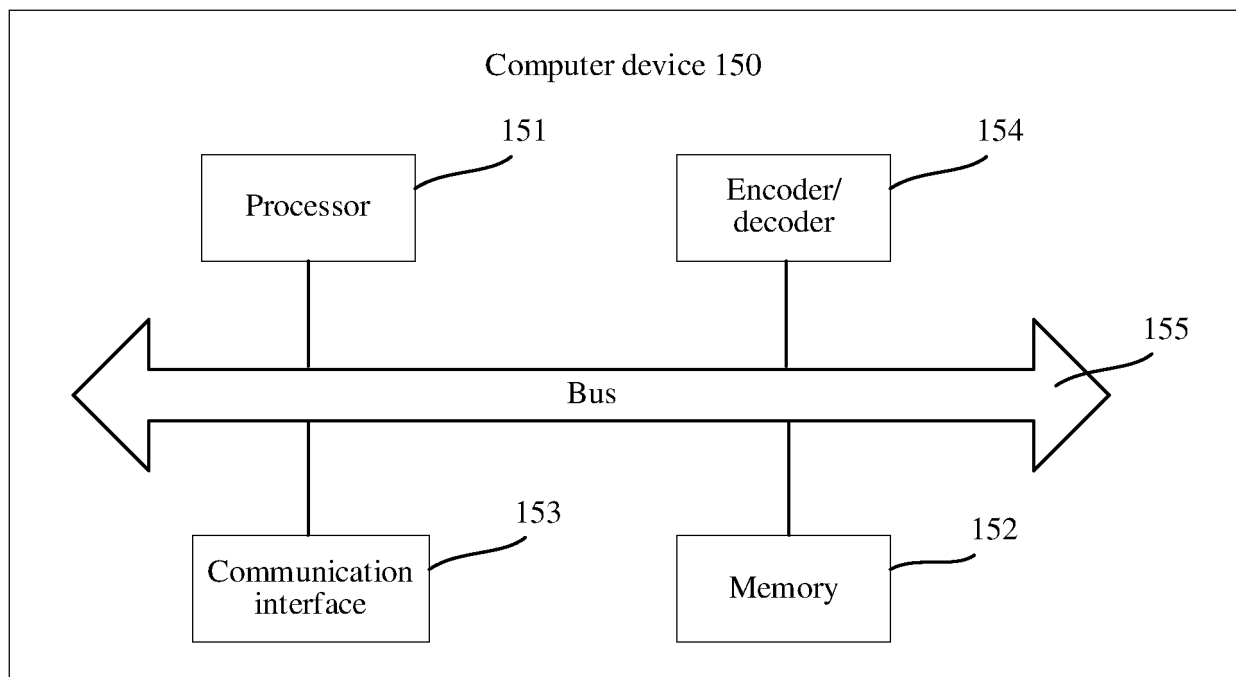 Computer device 150
151
154
Processor
Encoder/
decoder
155
Bus
153
152
Communication
interface
Memory